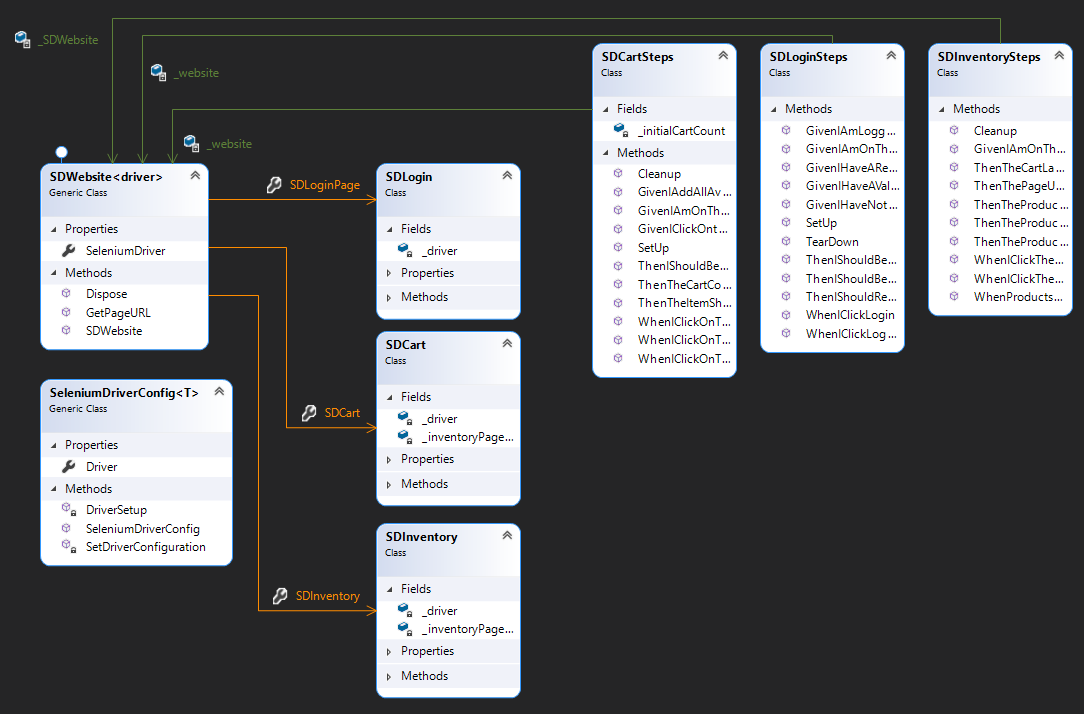 _SDWebsite
_website
_website
SDWebsite<driver>
Generic Class
Properties
SeleniumDriver
Methods
Dispose
GetPageURL
SDWebsite
SeleniumDriverConfig<T>
Generic Class
Properties
Driver
Methods
DriverSetup
SeleniumDriverConfig
SetDriverConfiguration
SDLoginPage
SDCart
SDInventory
SDLogin
Class
Fields
_driver
Properties
Methods
SDCart
Class
Fields
_driver
_inventoryPage...
Properties
Methods
SDInventory
Class
Fields
_driver
_inventoryPage...
Properties
Methods
SDCartSteps
Class
Fields
_initialCartCount
Methods
Cleanup
GivenIAddAllAv...
GivenIAmOnTh...
GivenIClickOnt...
SetUp
ThenIShouldBe...
ThenTheCartCo...
ThenTheItemSh...
WhenIClickOnT...
WhenIClickOnT...
WhenIClickOnT...
SDLoginSteps
Class
Methods
GivenIAmLogg...
GivenIAmOnTh...
GivenIHaveARe...
GivenIHaveAVal...
GivenIHaveNot...
SetUp
TearDown
ThenIShouldBe...
ThenIShouldBe...
ThenIShouldRe...
WhenIClickLogin
WhenIClickLog...
SDInventorySteps
Class
Methods
Cleanup
GivenIAmOnTh...
ThenTheCartLa...
ThenThePageU...
ThenTheProduc...
ThenTheProduc...
ThenTheProduc...
WhenIClickThe...
WhenIClickThe...
WhenProducts...